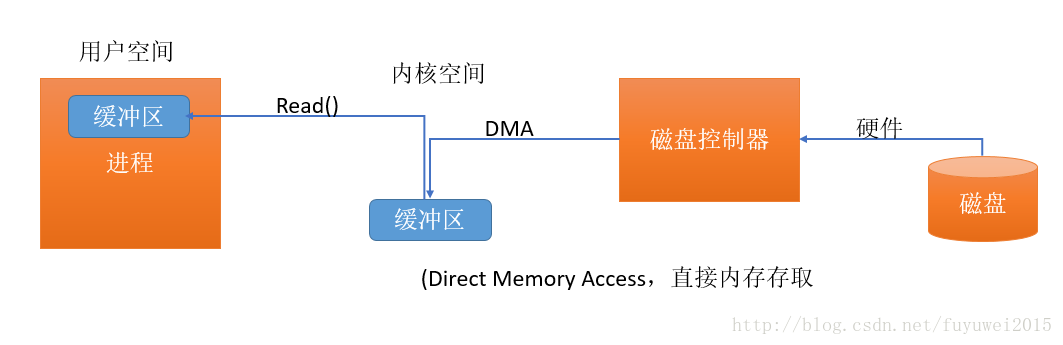 用户空间
内核空间
缓冲区
进程
Read()
DMA
磁盘控制器
硬件
磁盘
缓冲区
(Direct Memory Access，直接内存存取
http://blog.csdn.net/fuyuwei2015